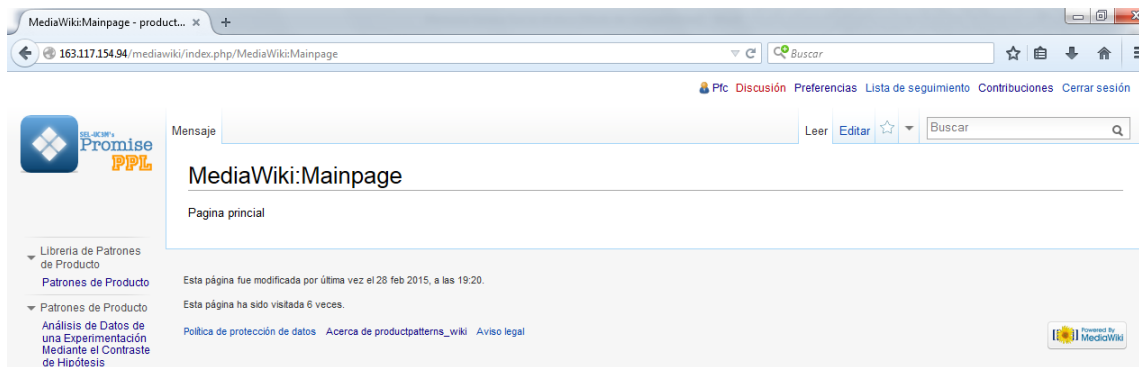 MediaWiki:Mainpage - product... × +
163.117.154.94/mediawiki/index.php/MediaWiki:Mainpage Buscar
Pfc Discusión Preferencias Lista de seguimiento Contribuciones Cerrar sesión
SEL-UC3M's
Promise
PPL
Mensaje Leer Editar Buscar
MediaWiki:Mainpage
Pagina princial
Libreria de Patrones
de Producto
Patrones de Producto
Patrones de Producto
Análisis de Datos de
una Experimentación
Mediante el Contraste
de Hipótesis
Esta página fue modificada por última vez el 28 feb 2015, a las 19:20.
Esta página ha sido visitada 6 veces.
Política de protección de datos Acerca de productpatterns_wiki Aviso legal
Powered By
MediaWiki